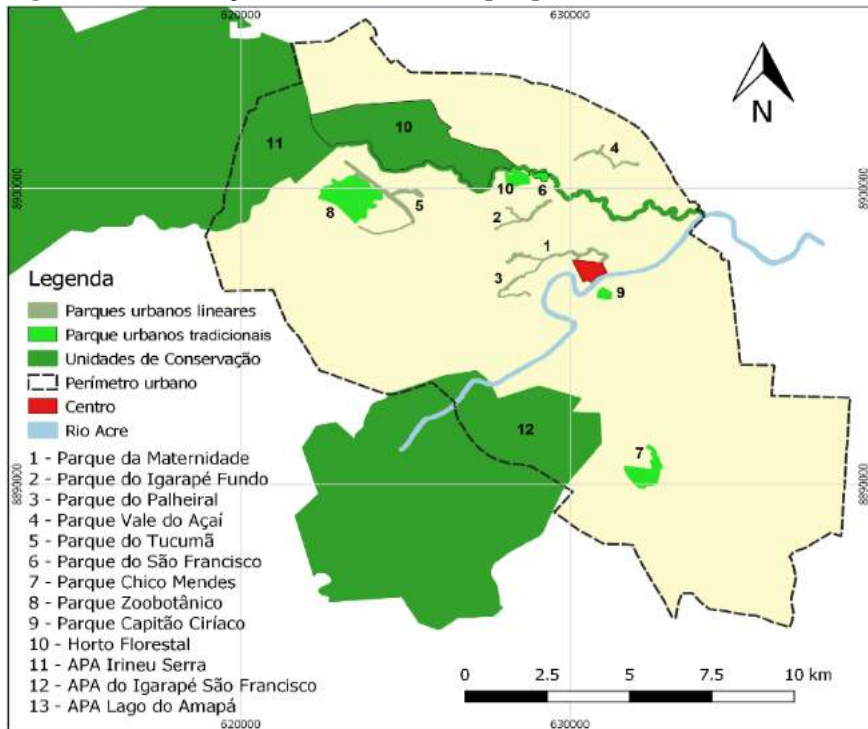 620000
630000
11
10
4
8900000
8900000
10
6
8
5
2
1
3
9
N
Legenda
Parques urbanos lineares
Parque urbanos tradicionais
Unidades de Conservação
Perímetro urbano
Centro
Rio Acre
12
7
8890000
8890000
1 - Parque da Maternidade
2 - Parque do Igarapé Fundo
3 - Parque do Palheiral
4 - Parque Vale do Açaí
5 - Parque do Tucumã
6 - Parque do São Francisco
7 - Parque Chico Mendes
8 - Parque Zoobotânico
9 - Parque Capitão Ciríaco
10 - Horto Florestal
11 - APA Irineu Serra
12 - APA do Igarapé São Francisco
13 - APA Lago do Amapá
0 2.5 5 7.5 10 km
620000
630000